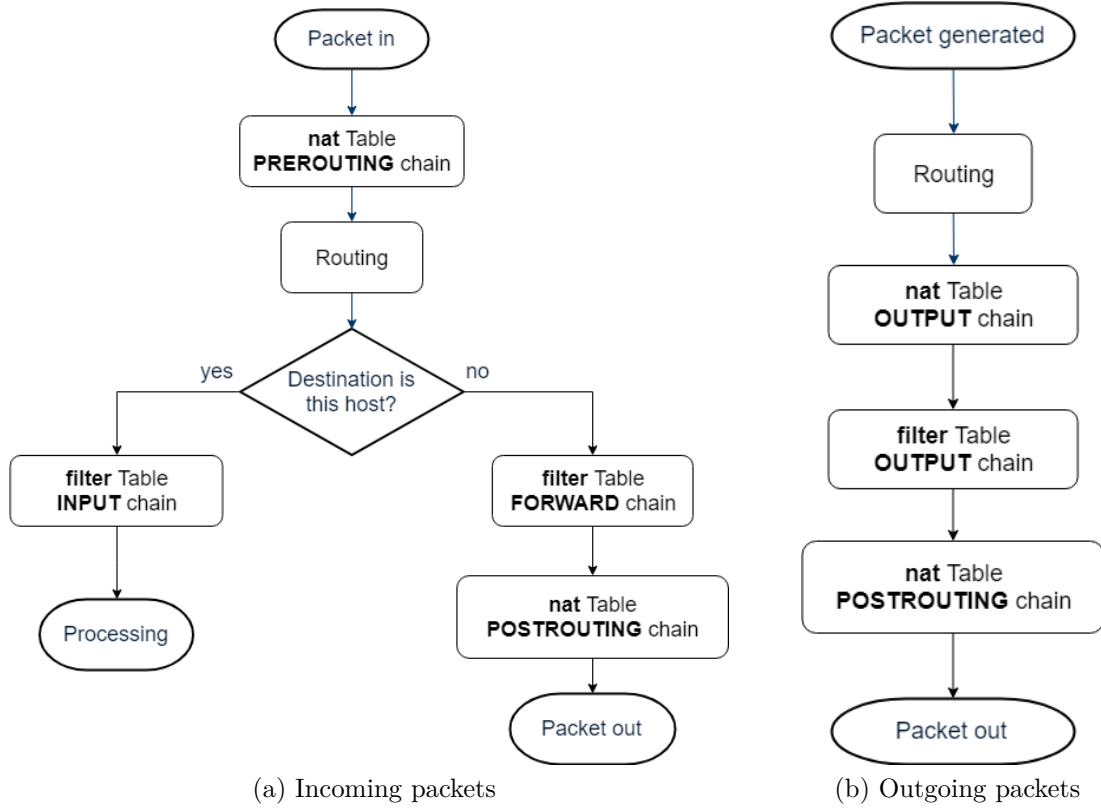 Packet in
nat Table
PREROUTING chain
Routing
Destination is
this host?
yes
no
filter Table
INPUT chain
Processing
filter Table
FORWARD chain
nat Table
POSTROUTING chain
Packet out
(a) Incoming packets
Packet generated
Routing
nat Table
OUTPUT chain
filter Table
OUTPUT chain
nat Table
POSTROUTING chain
Packet out
(b) Outgoing packets